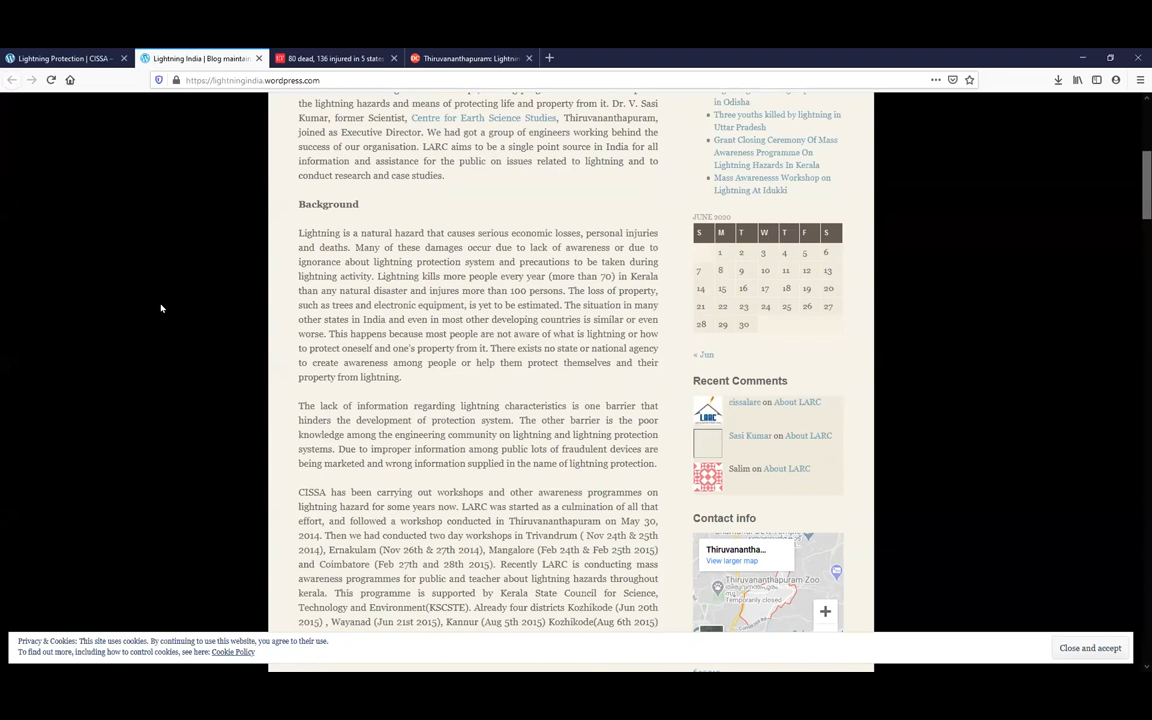 Lightning Protection | CISSA –
Lightning India | Blog maintain
80 dead, 136 injured in 5 states
Thiruvananthapuram: Lightnin
https://lightningindia.wordpress.com
the lightning hazards and means of protecting life and property from it. Dr. V. Sasi
Kumar, former Scientist, Centre for Earth Science Studies, Thiruvananthapuram,
joined as Executive Director. We had got a group of engineers working behind the
success of our organisation. LARC aims to be a single point source in India for all
information and assistance for the public on issues related to lightning and to
conduct research and case studies.
Background
Lightning is a natural hazard that causes serious economic losses, personal injuries
and deaths. Many of these damages occur due to lack of awareness or due to
ignorance about lightning protection system and precautions to be taken during
lightning activity. Lightning kills more people every year (more than 70) in Kerala
than any natural disaster and injures more than 100 persons. The loss of property,
such as trees and electronic equipment, is yet to be estimated. The situation in many
other states in India and even in most other developing countries is similar or even
worse. This happens because most people are not aware of what is lightning or how
to protect oneself and one's property from it. There exists no state or national agency
to create awareness among people or help them protect themselves and their
property from lightning.
The lack of information regarding lightning characteristics is one barrier that
hinders the development of protection system. The other barrier is the poor
knowledge among the engineering community on lightning and lightning protection
systems. Due to improper information among public lots of fraudulent devices are
being marketed and wrong information supplied in the name of lightning protection.
CISSA has been carrying out workshops and other awareness programmes on
lightning hazard for some years now. LARC was started as a culmination of all that
effort, and followed a workshop conducted in Thiruvananthapuram on May 30,
2014. Then we had conducted two day workshops in Trivandrum ( Nov 24th & 25th
2014), Ernakulam (Nov 26th & 27th 2014), Mangalore (Feb 24th & Feb 25th 2015)
and Coimbatore (Feb 27th and 28th 2015). Recently LARC is conducting mass
awareness programmes for public and teacher about lightning hazards throughout
kerala. This programme is supported by Kerala State Council for Science,
Technology and Environment(KSCSTE). Already four districts Kozhikode (Jun 20th
2015) , Wayanad (Jun 21st 2015), Kannur (Aug 5th 2015) Kozhikode(Aug 6th 2015)
in Odisha
Three youths killed by lightning in
Uttar Pradesh
Grant Closing Ceremony Of Mass
Awareness Programme On
Lightning Hazards In Kerala
Mass Awarenesss Workshop on
Lightning At Idukki
JUNE 2020
S M T W T F S
1 2 3 4 5 6
7 8 9 10 11 12 13
14 15 16 17 18 19 20
21 22 23 24 25 26 27
28 29 30
« Jun
Recent Comments
LARC
cissalarc on About LARC
Sasi Kumar on About LARC
Salim on About LARC
Contact info
Thiruvanantha...
View larger map
Thiruvananthapuram Zoo
Temporarily closed
+
Privacy & Cookies: This site uses cookies. By continuing to use this website, you agree to their use.
To find out more, including how to control cookies, see here: Cookie Policy
Close and accept